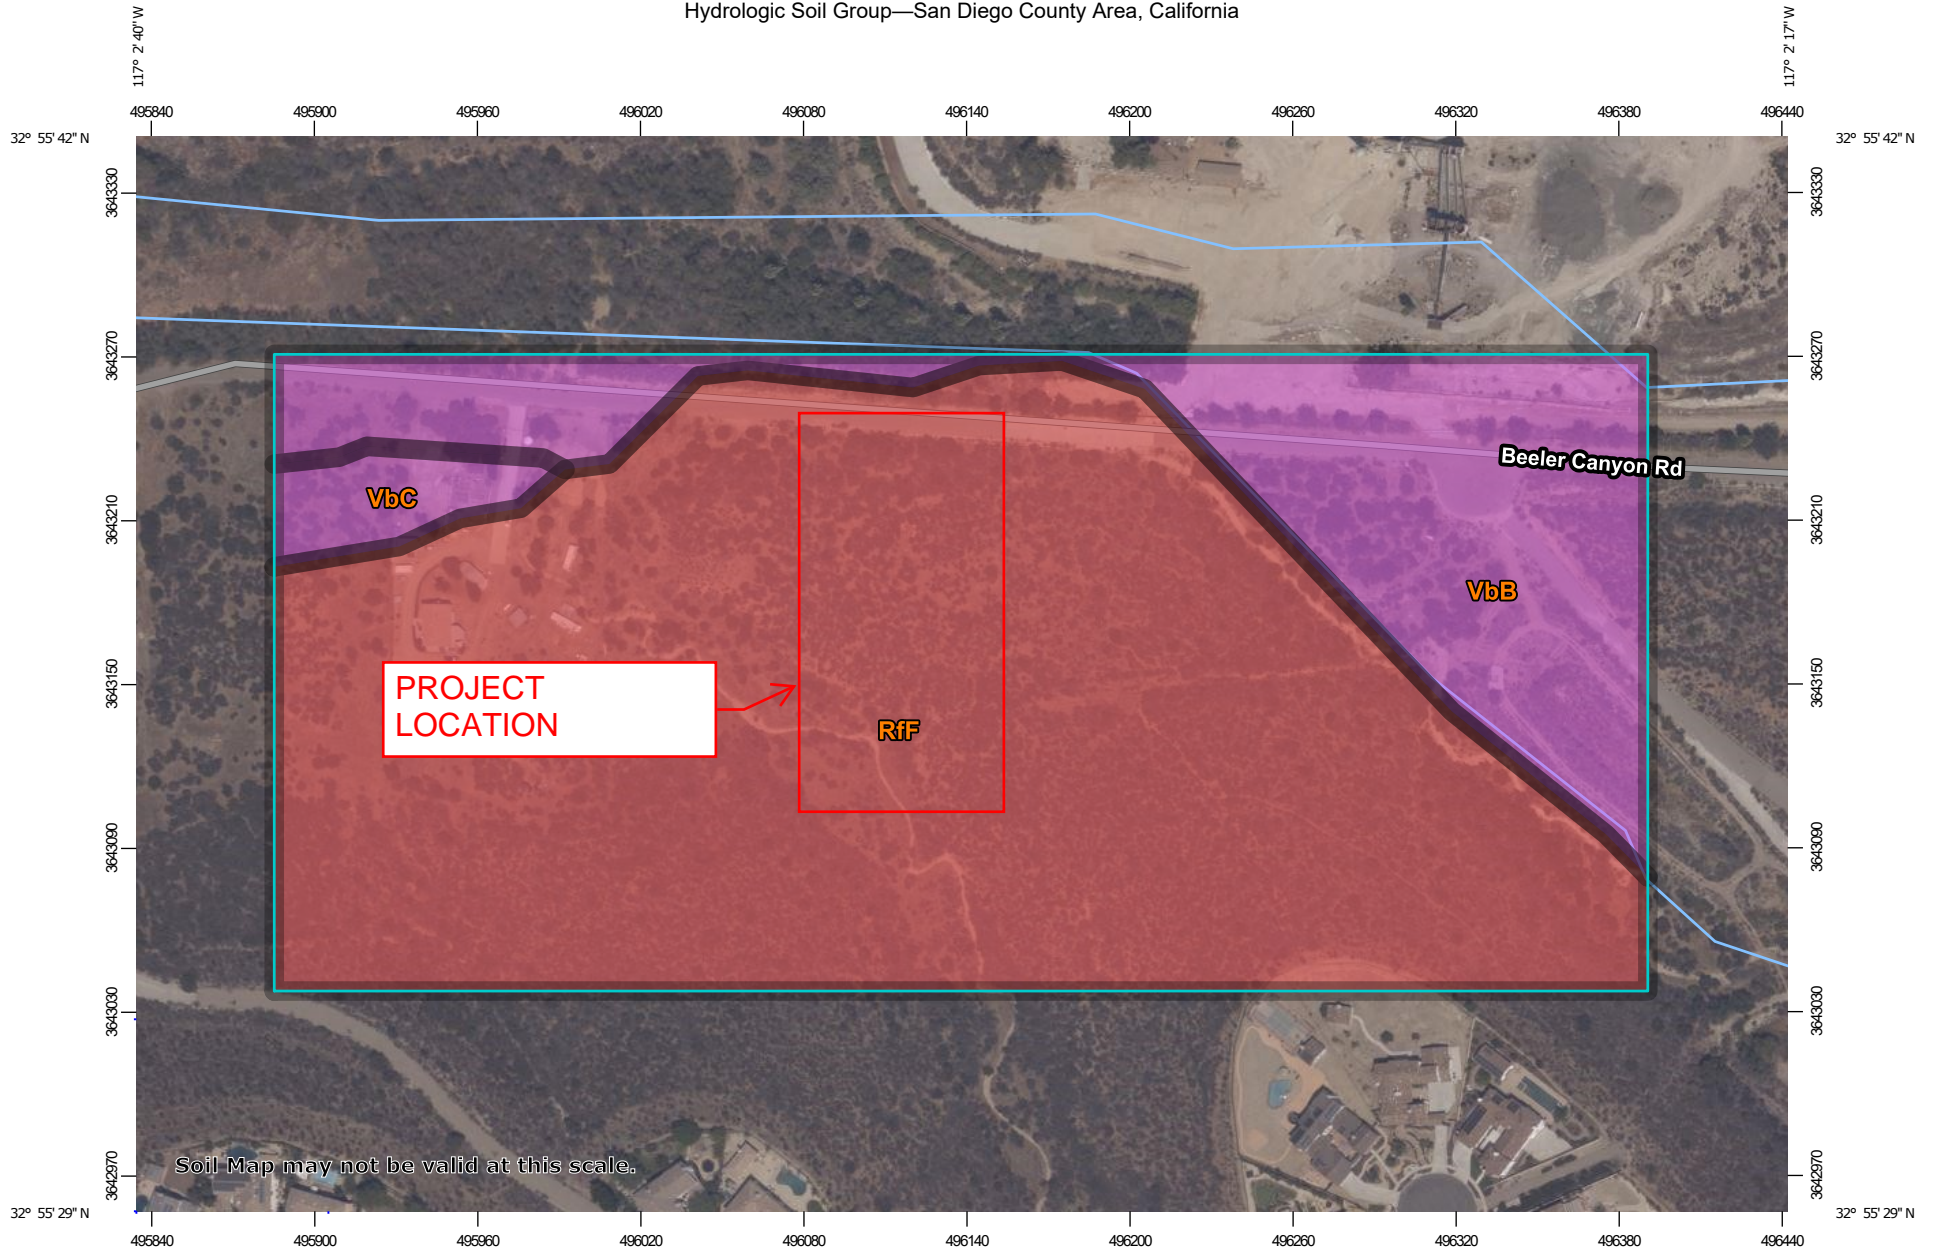 Hydrologic Soil Group—San Diego County Area, California
117° 2' 40'' W
117° 2' 17'' W
495840 495900 495960 496020 496080 496140 496200 496260 496320 496380 496440
32° 55' 42'' N
32° 55' 42'' N
3643330
3643330
3643270
3643270
Beeler Canyon Rd
VbC
3643210
3643210
VbB
3643150
3643150
PROJECT
LOCATION
RfF
3643090
3643090
3643030
3643030
Soil Map may not be valid at this scale.
3642970
3642970
32° 55' 29'' N
32° 55' 29'' N
495840 495900 495960 496020 496080 496140 496200 496260 496320 496380 496440